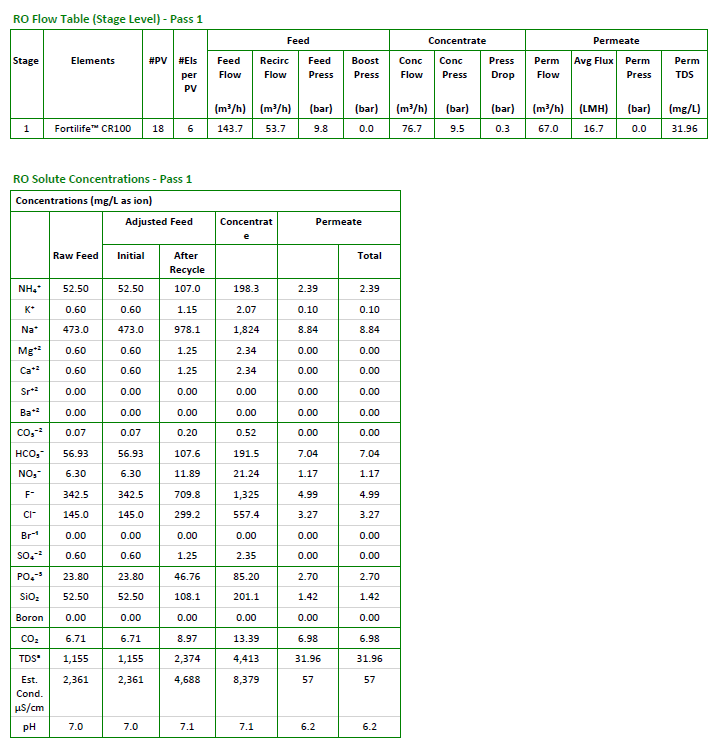 RO Flow Table (Stage Level) - Pass 1
Feed Concentrate Permeate
Stage Elements #PV #Els per PV Feed Flow Recirc Flow Feed Press Boost Press Conc Flow Conc Press Press Drop Perm Flow Avg Flux Perm Press Perm TDS
(m³/h) (m³/h) (bar) (bar) (m³/h) (bar) (bar) (m³/h) (LMH) (bar) (mg/L)
1 Fortilife™ CR100 18 6 143.7 53.7 9.8 0.0 76.7 9.5 0.3 67.0 16.7 0.0 31.96
RO Solute Concentrations - Pass 1
Concentrations (mg/L as ion)
Adjusted Feed Concentrat e Permeate
Raw Feed Initial After Recycle Total
NH₄⁺ 52.50 52.50 107.0 198.3 2.39 2.39
K⁺ 0.60 0.60 1.15 2.07 0.10 0.10
Na⁺ 473.0 473.0 978.1 1,824 8.84 8.84
Mg⁺² 0.60 0.60 1.25 2.34 0.00 0.00
Ca⁺² 0.60 0.60 1.25 2.34 0.00 0.00
Sr⁺² 0.00 0.00 0.00 0.00 0.00 0.00
Ba⁺² 0.00 0.00 0.00 0.00 0.00 0.00
CO₃⁻² 0.07 0.07 0.20 0.52 0.00 0.00
HCO₃⁻ 56.93 56.93 107.6 191.5 7.04 7.04
NO₃⁻ 6.30 6.30 11.89 21.24 1.17 1.17
F⁻ 342.5 342.5 709.8 1,325 4.99 4.99
Cl⁻ 145.0 145.0 299.2 557.4 3.27 3.27
Br⁻¹ 0.00 0.00 0.00 0.00 0.00 0.00
SO₄⁻² 0.60 0.60 1.25 2.35 0.00 0.00
PO₄⁻³ 23.80 23.80 46.76 85.20 2.70 2.70
SiO₂ 52.50 52.50 108.1 201.1 1.42 1.42
Boron 0.00 0.00 0.00 0.00 0.00 0.00
CO₂ 6.71 6.71 8.97 13.39 6.98 6.98
TDSᵃ 1,155 1,155 2,374 4,413 31.96 31.96
Est. Cond. µS/cm 2,361 2,361 4,688 8,379 57 57
pH 7.0 7.0 7.1 7.1 6.2 6.2